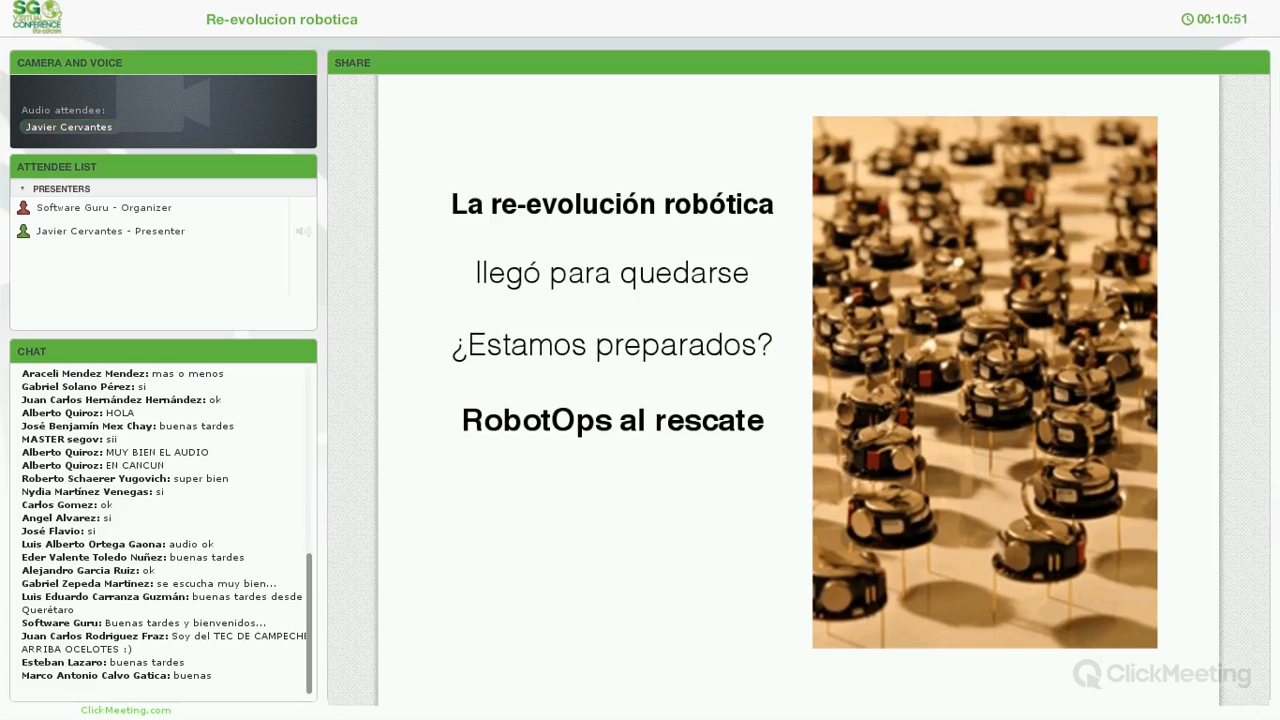 SG
VIRTUAL
CONFERENCE
Re-evolucion robotica
00:10:51
CAMERA AND VOICE
Audio attendee:
Javier Cervantes
ATTENDEE LIST
PRESENTERS
Software Guru - Organizer
Javier Cervantes - Presenter
CHAT
Araceli Mendez Mendez: mas o menos
Gabriel Solano Pérez: si
Juan Carlos Hernández Hernández: ok
Alberto Quiroz: HOLA
José Benjamín Mex Chay: buenas tardes
MASTER segov: sii
Alberto Quiroz: MUY BIEN EL AUDIO
Alberto Quiroz: EN CANCUN
Roberto Schaerer Yugovich: super bien
Nydia Martínez Venegas: si
Carlos Gomez: ok
Angel Alvarez: si
José Flavio: si
Luis Alberto Ortega Gaona: audio ok
Eder Valente Toledo Nuñez: buenas tardes
Alejandro Garcia Ruiz: ok
Gabriel Zepeda Martinez: se escucha muy bien...
Luis Eduardo Carranza Guzmán: buenas tardes desde
Querétaro
Software Guru: Buenas tardes y bienvenidos...
Juan Carlos Rodriguez Fraz: Soy del TEC DE CAMPECHE
ARRIBA OCELOTES :)
Esteban Lazaro: buenas tardes
Marco Antonio Calvo Gatica: buenas
ClickMeeting.com
SHARE
La re-evolución robótica
llegó para quedarse
¿Estamos preparados?
RobotOps al rescate
ClickMeeting